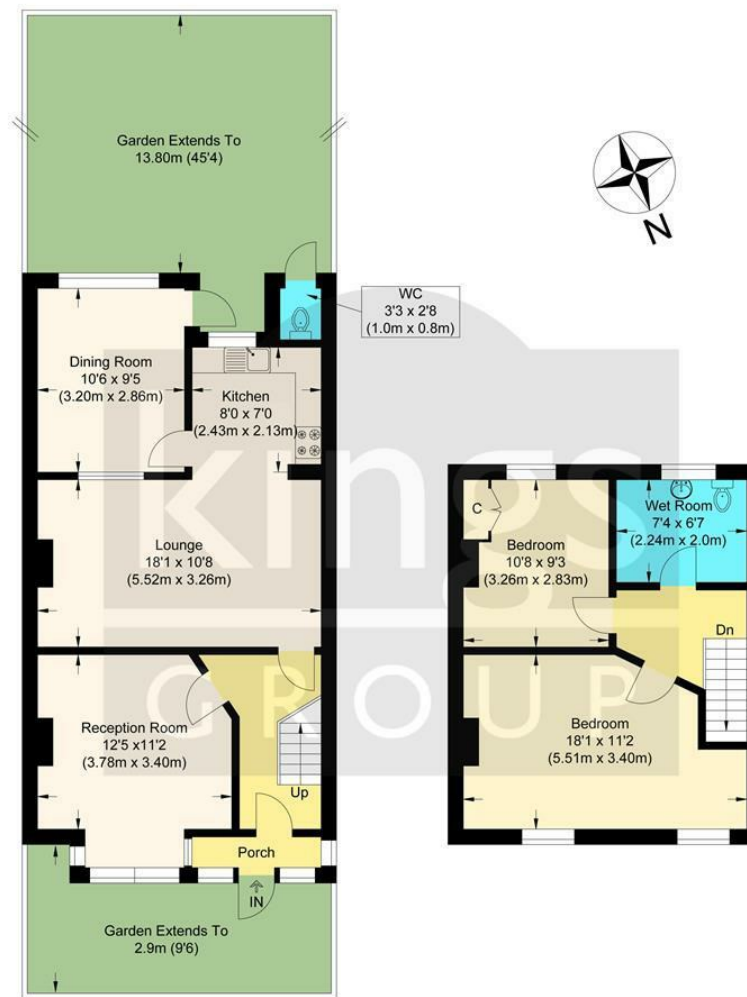 Garden Extends To
13.80m (45'4)
N
WC
3'3 x 2'8
(1.0m x 0.8m)
Dining Room
10'6 x 9'5
(3.20m x 2.86m)
Kitchen
8'0 x 7'0
(2.43m x 2.13m)
Lounge
18'1 x 10'8
(5.52m x 3.26m)
C
Bedroom
10'8 x 9'3
(3.26m x 2.83m)
Wet Room
7'4 x 6'7
(2.24m x 2.0m)
Dn
Reception Room
12'5 x11'2
(3.78m x 3.40m)
Up
Bedroom
18'1 x 11'2
(5.51m x 3.40m)
Porch
IN
Garden Extends To
2.9m (9'6)
kings
GROUP